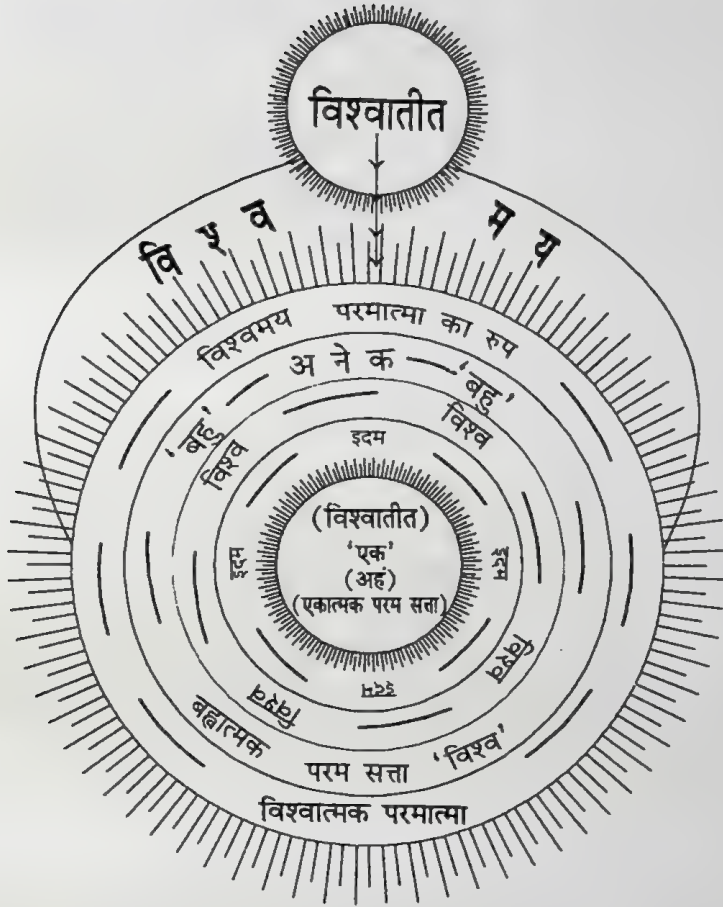 विश्वातीत
विश्व मय
विश्वमय परमात्मा का रुप
अनेक
'बहु'
'बहु'
विश्व
विश्व
इदम
इदम
इदम
इदम
(विश्वातीत)
'एक'
(अहं)
(एकात्मक परम सत्ता)
विश्व
विश्व
बह्वात्मक परम सत्ता 'विश्व'
विश्वात्मक परमात्मा